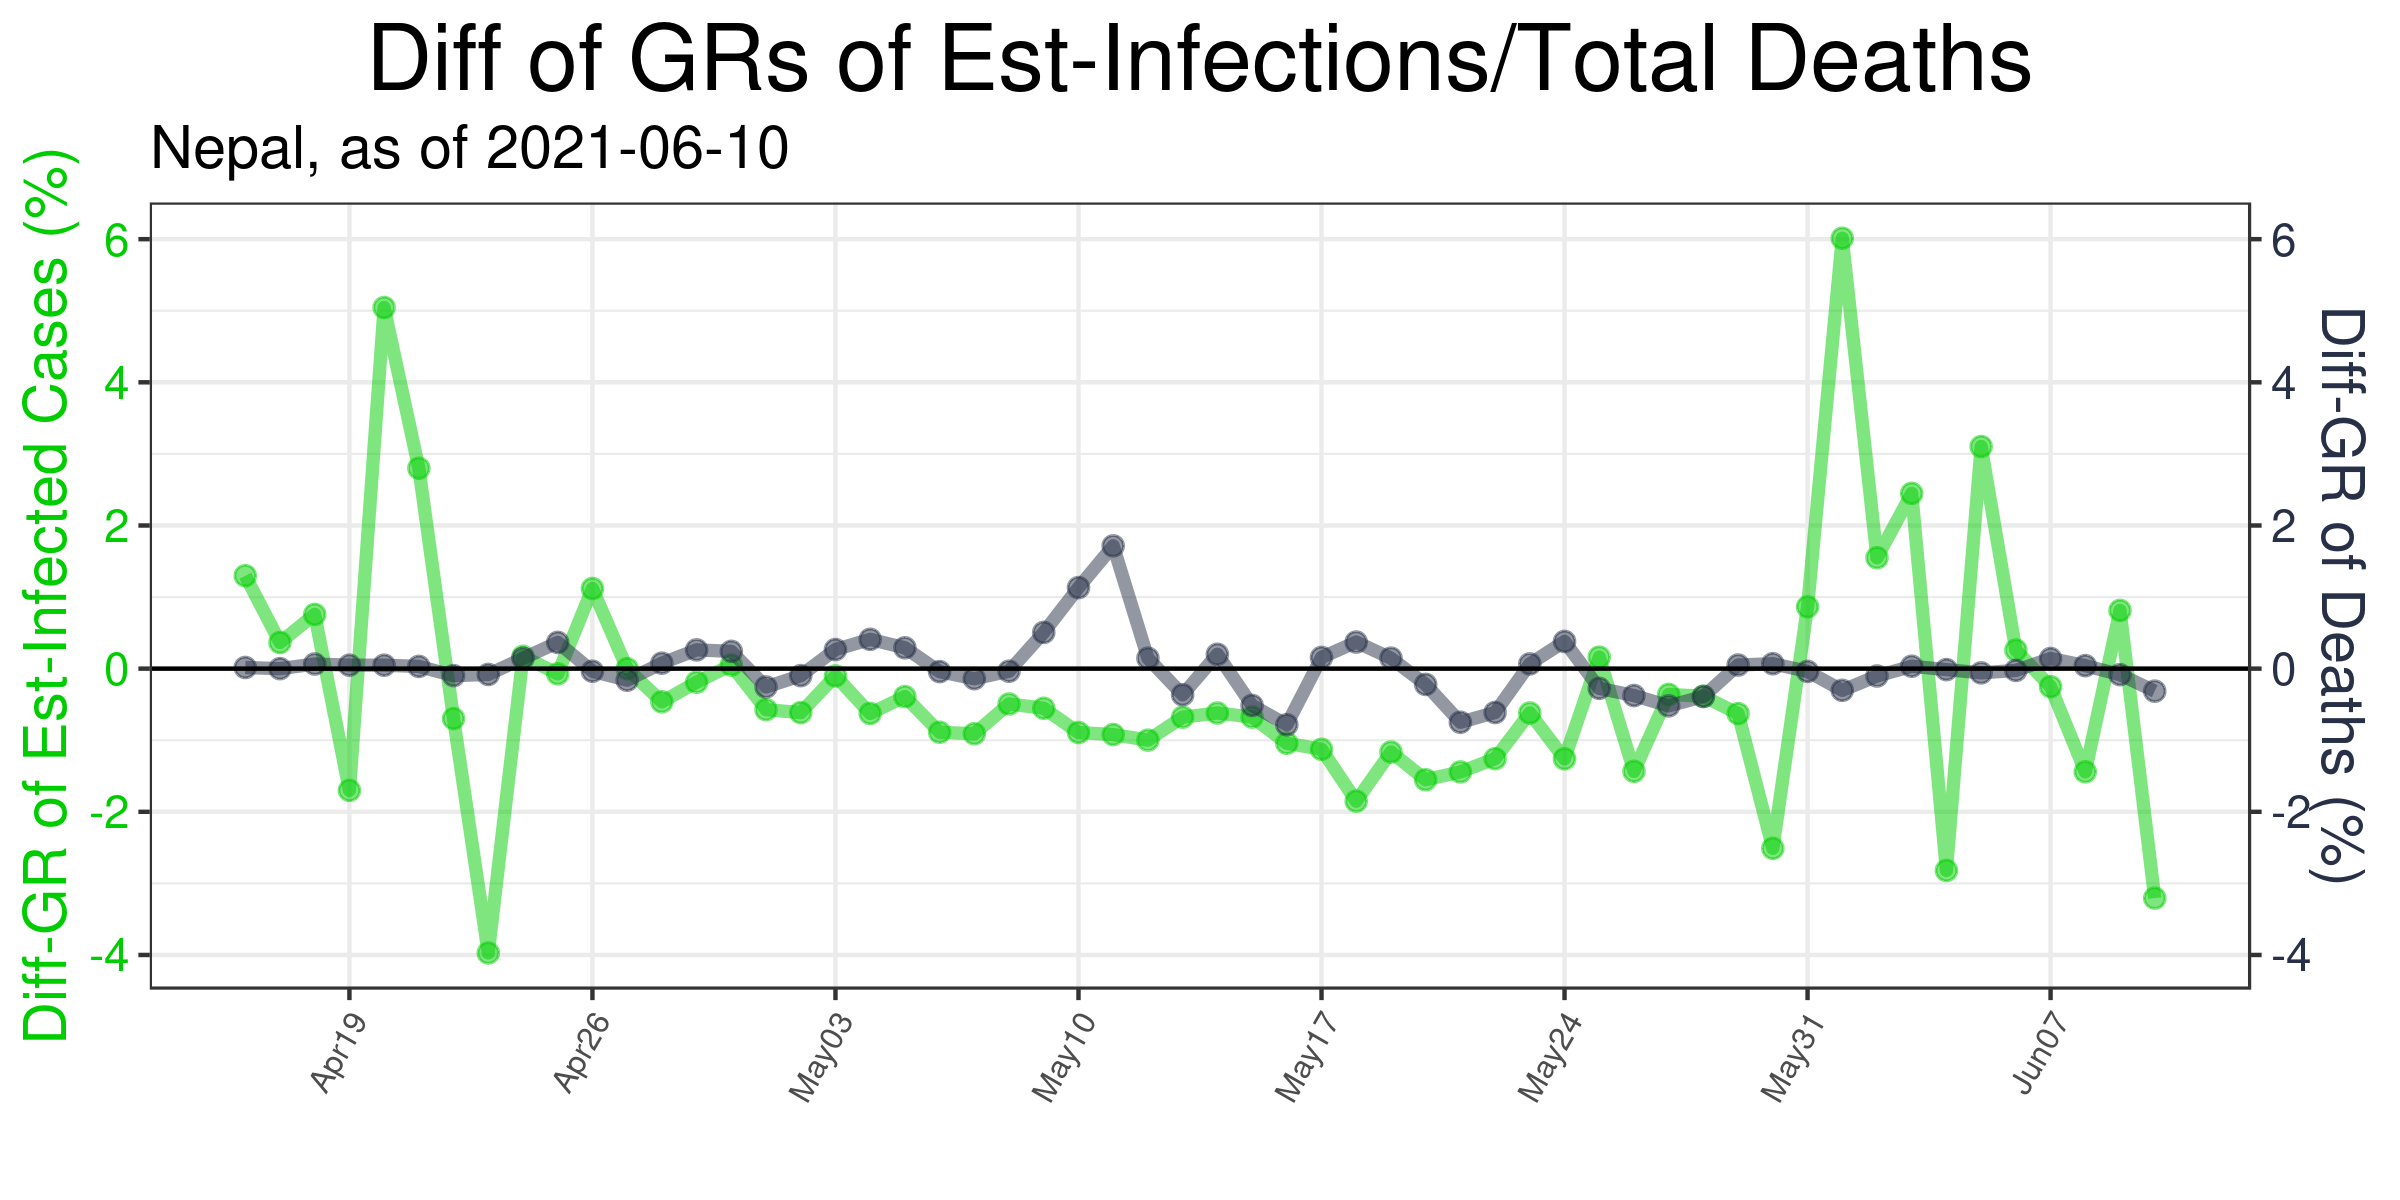 Diff of GRs of Est-Infections/Total Deaths
Nepal, as of 2021-06-10
Diff-GR of Est-Infected Cases (%)
6
4
2
0
-2
-4
6
4
2
0
-2
-4
Diff-GR of Deaths (%)
Apr19
Apr26
May03
May10
May17
May24
May31
Jun07